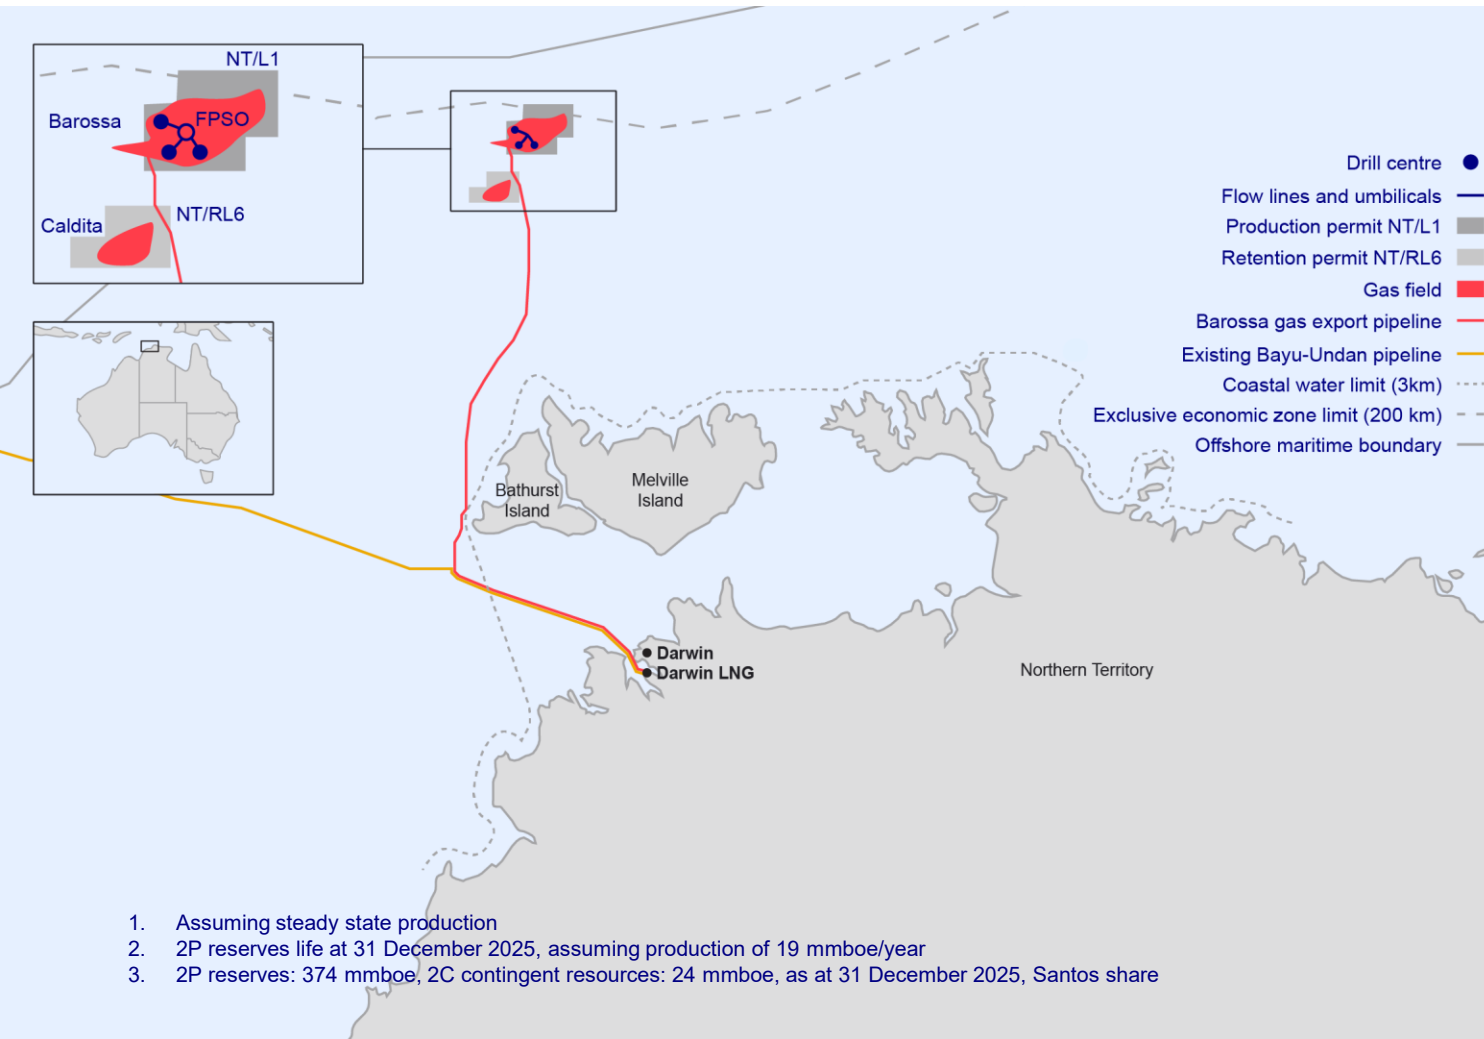 NT/L1
Barossa
FPSO
Caldita
NT/RL6
Drill centre
Flow lines and umbilicals
Production permit NT/L1
Retention permit NT/RL6
Gas field
Barossa gas export pipeline
Existing Bayu-Undan pipeline
Coastal water limit (3km)
Exclusive economic zone limit (200 km)
Offshore maritime boundary
Bathurst
Island
Melville
Island
Darwin
Darwin LNG
Northern Territory
1. Assuming steady state production
2. 2P reserves life at 31 December 2025, assuming production of 19 mmboe/year
3. 2P reserves: 374 mmboe, 2C contingent resources: 24 mmboe, as at 31 December 2025, Santos share